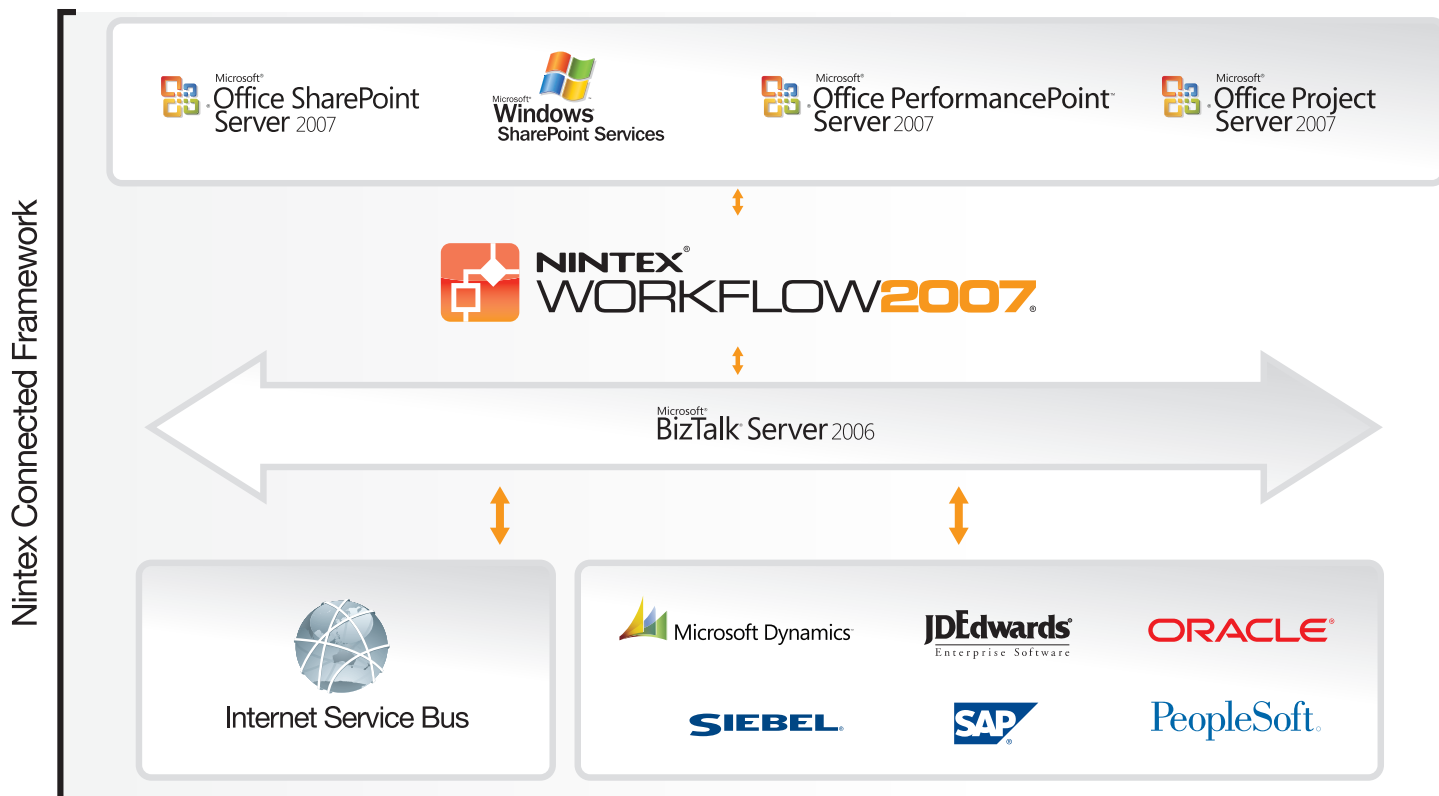 Nintex Connected Framework
Microsoft®
Office SharePoint
Server 2007
Microsoft®
Windows
SharePoint Services
Microsoft®
Office PerformancePoint™
Server 2007
Microsoft®
Office Project
Server 2007
NINTEX®
WORKFLOW2007®
Microsoft®
BizTalk Server 2006
Internet Service Bus
Microsoft Dynamics
JDEdwards®
Enterprise Software
ORACLE®
SIEBEL®
SAP®
PeopleSoft®